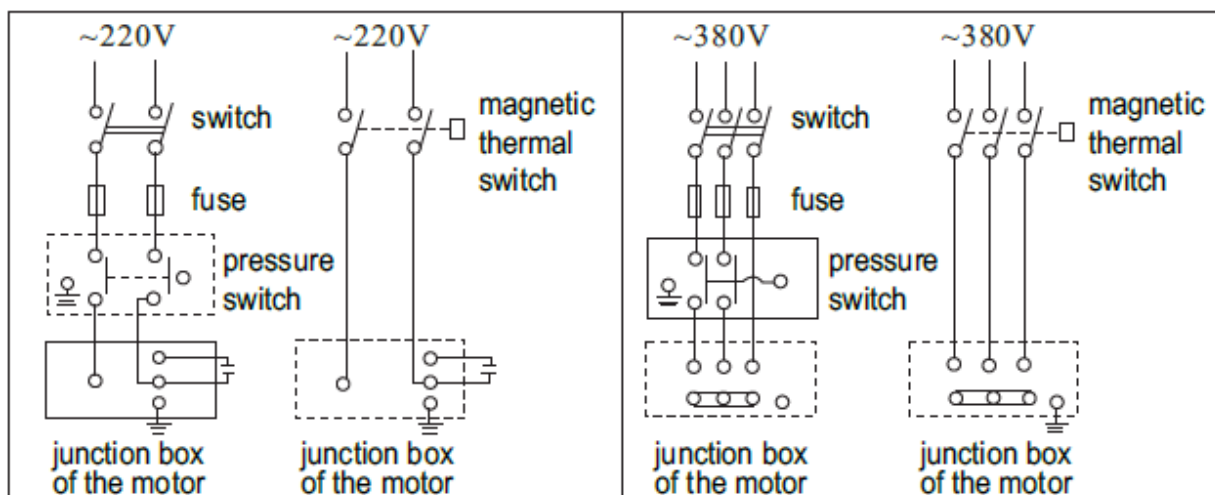 ~220V
~220V
switch
magnetic
thermal
switch
fuse
pressure
switch
junction box
of the motor
junction box
of the motor
~380V
~380V
switch
magnetic
thermal
switch
fuse
pressure
switch
junction box
of the motor
junction box
of the motor